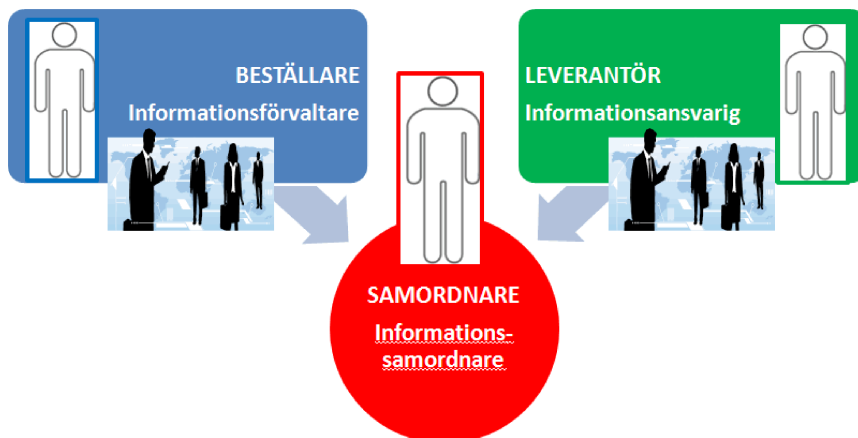 BESTÄLLARE
Informationsförvaltare
LEVERANTÖR
Informationsansvarig
SAMORDNARE
Informations-
samordnare